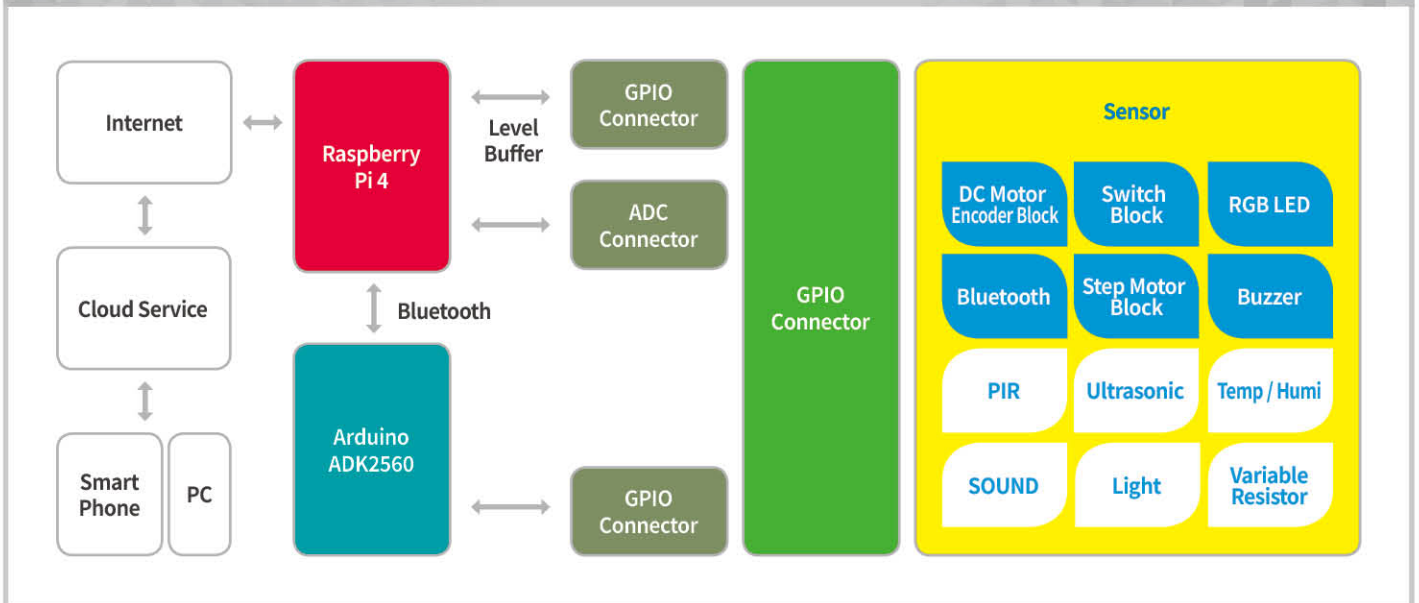 Internet
Cloud Service
Smart
Phone
PC
Raspberry
Pi 4
Bluetooth
Arduino
ADK2560
Level
Buffer
GPIO
Connector
ADC
Connector
GPIO
Connector
GPIO
Connector
Sensor
DC Motor
Encoder Block
Switch
Block
RGB LED
Bluetooth
Step Motor
Block
Buzzer
PIR
Ultrasonic
Temp / Humi
SOUND
Light
Variable
Resistor